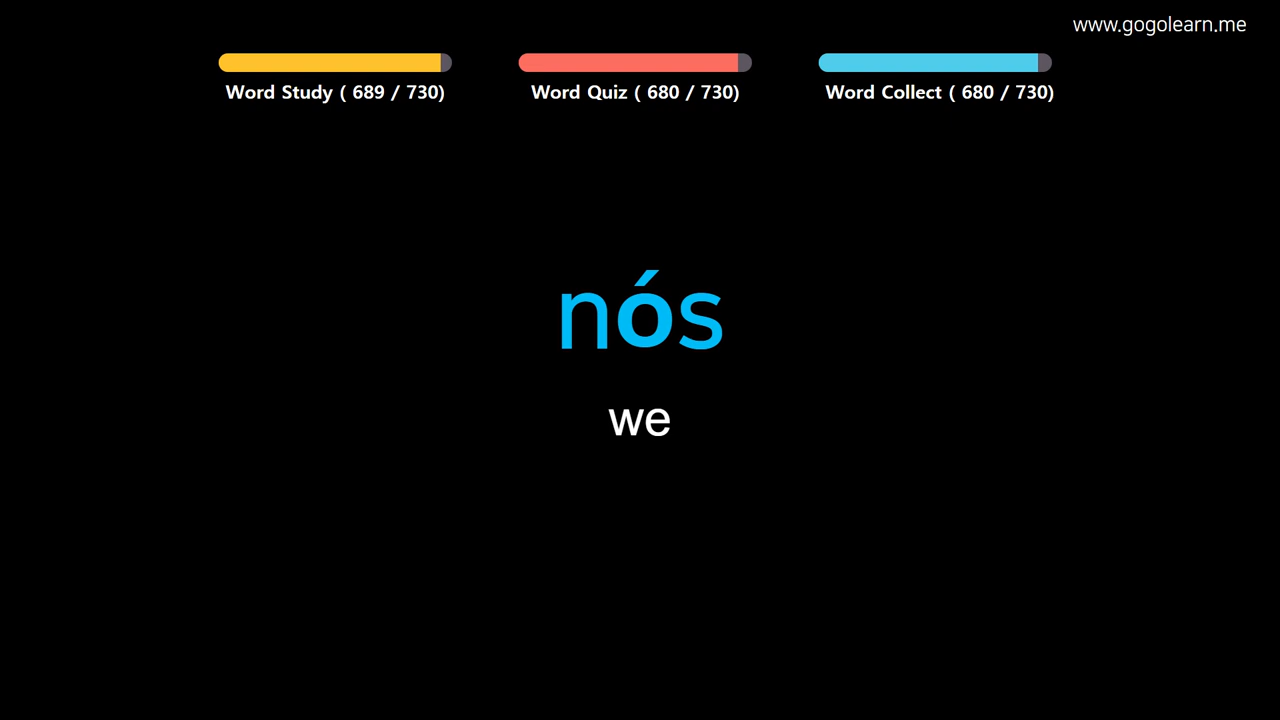 www.gogolearn.me
Word Study ( 689 / 730)
Word Quiz ( 680 / 730)
Word Collect ( 680 / 730)
nós
we